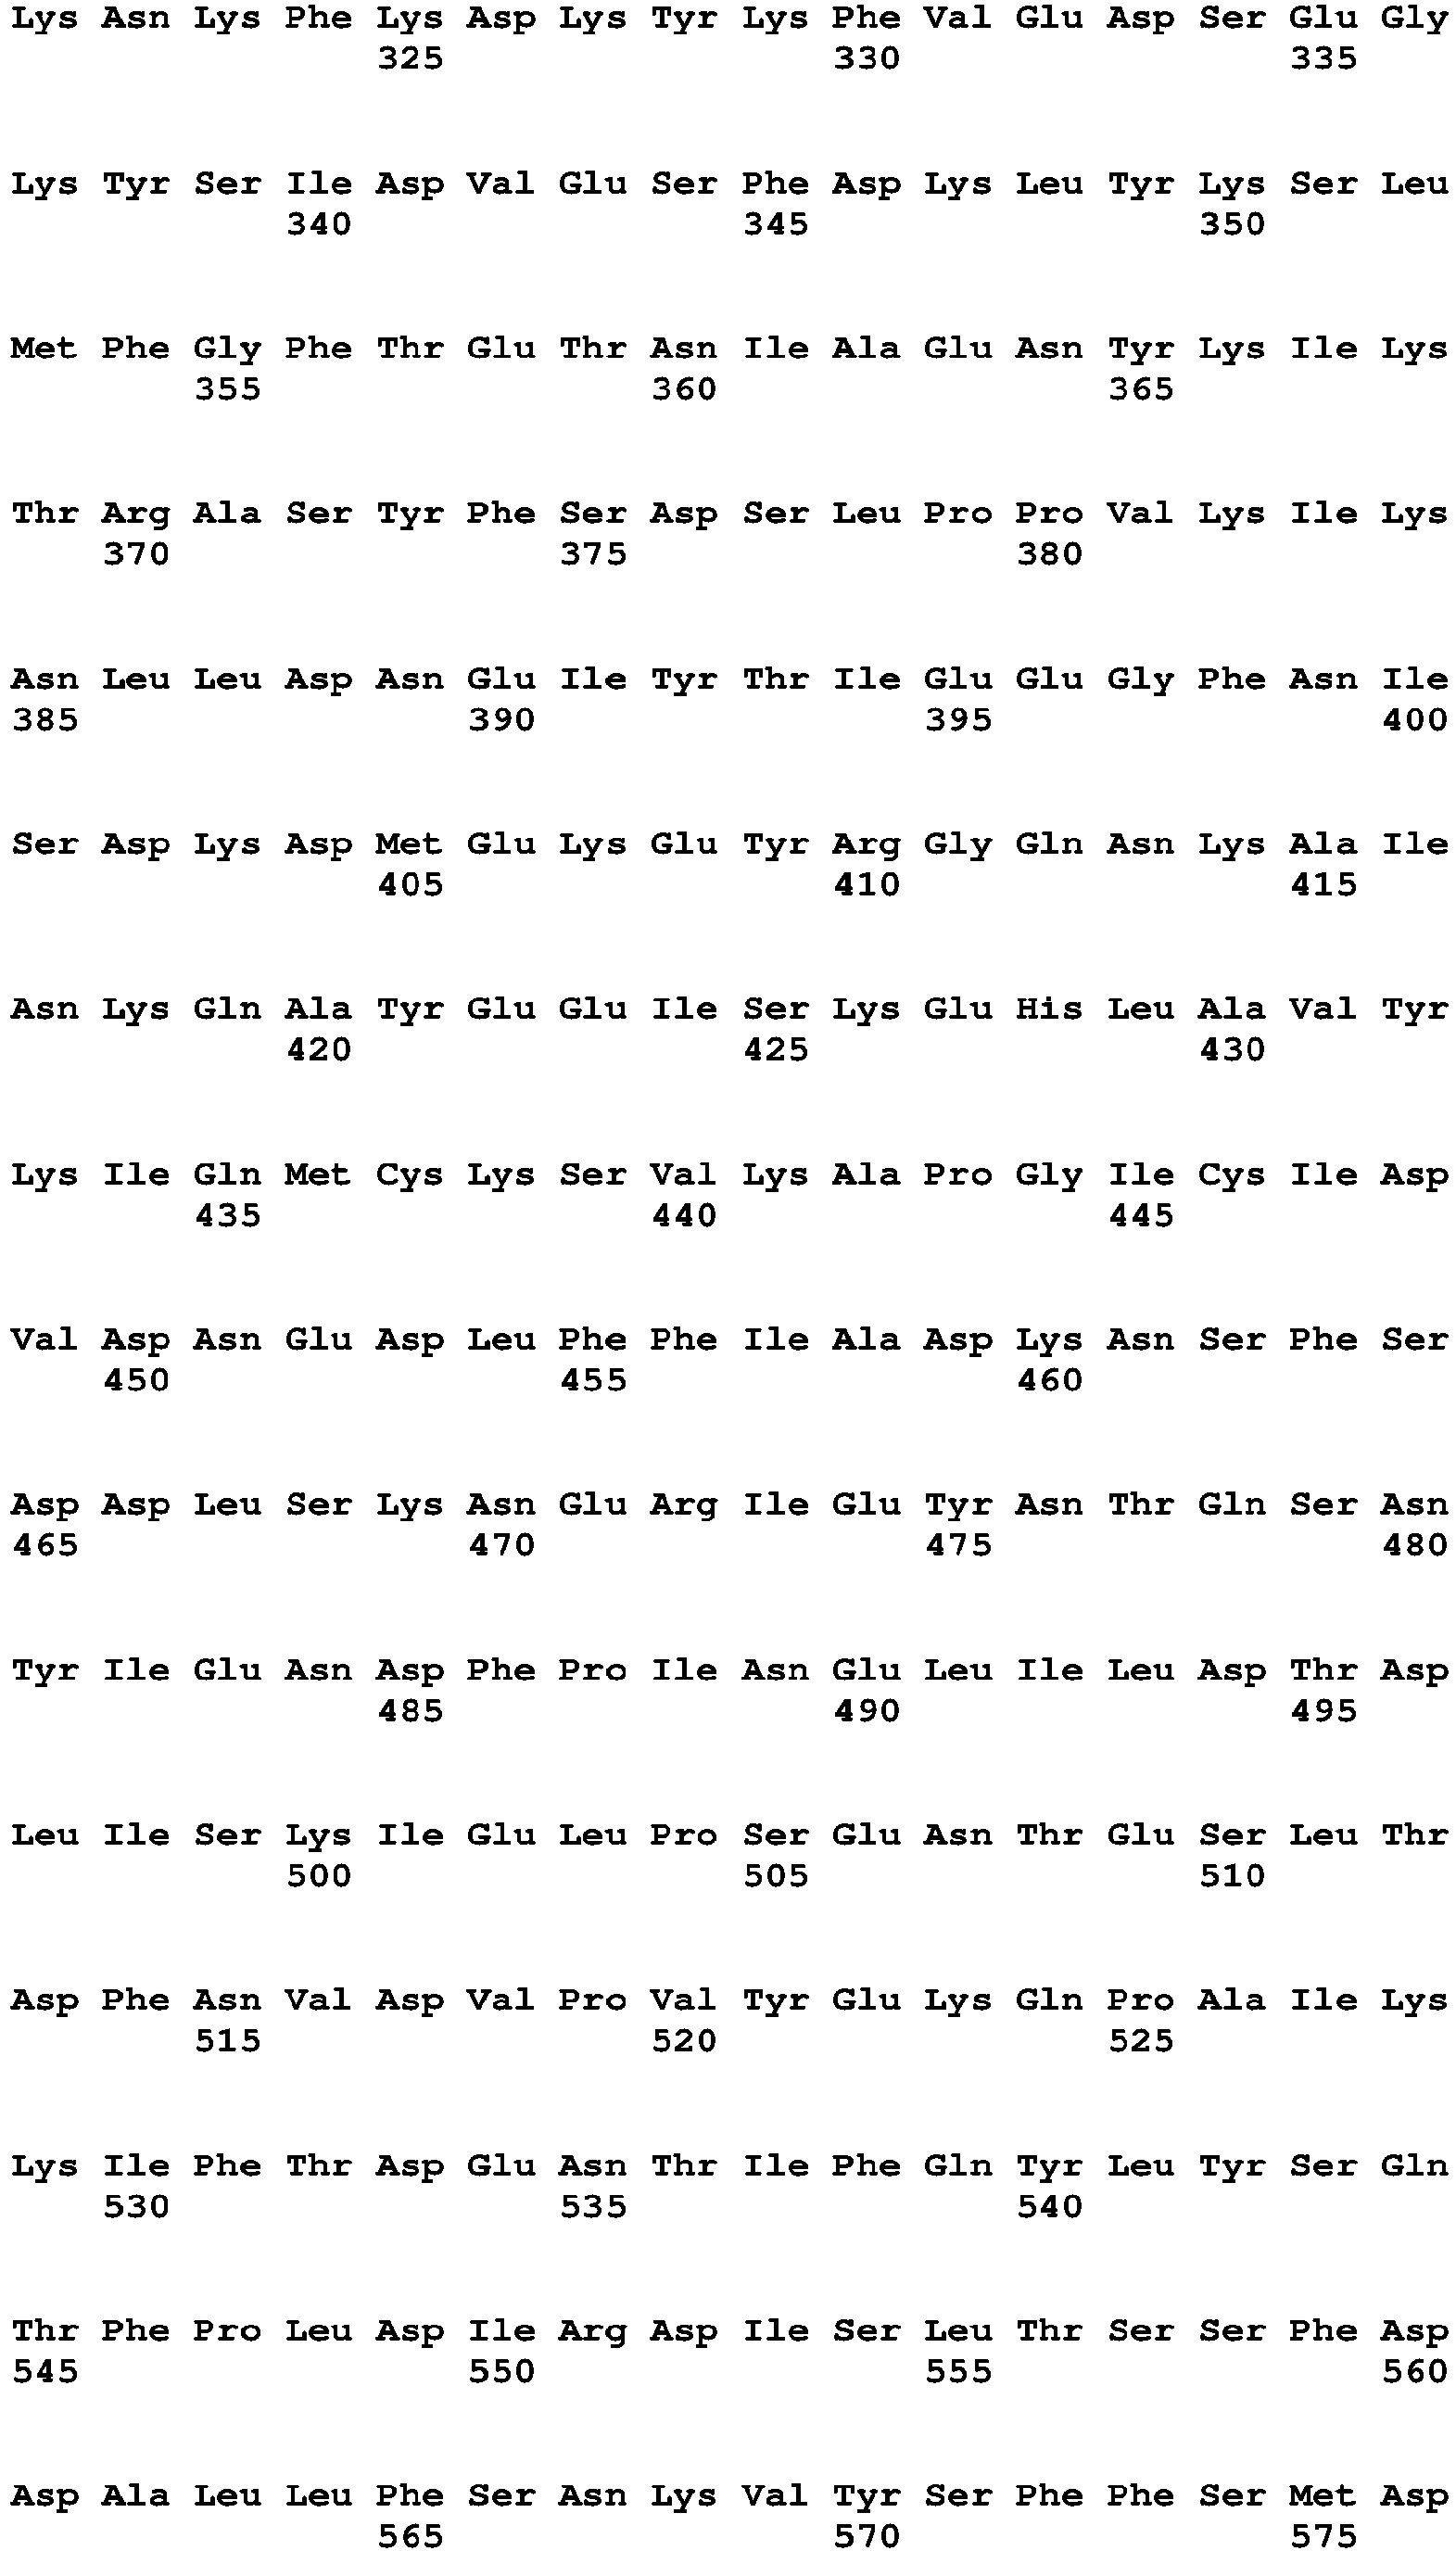 Lys Asn Lys Phe Lys Asp Lys Tyr Lys Phe Val Glu Asp Ser Glu Gly
325 330 335
Lys Tyr Ser Ile Asp Val Glu Ser Phe Asp Lys Leu Tyr Lys Ser Leu
340 345 350
Met Phe Gly Phe Thr Glu Thr Asn Ile Ala Glu Asn Tyr Lys Ile Lys
355 360 365
Thr Arg Ala Ser Tyr Phe Ser Asp Ser Leu Pro Pro Val Lys Ile Lys
370 375 380
Asn Leu Leu Asp Asn Glu Ile Tyr Thr Ile Glu Glu Gly Phe Asn Ile
385 390 395 400
Ser Asp Lys Asp Met Glu Lys Glu Tyr Arg Gly Gln Asn Lys Ala Ile
405 410 415
Asn Lys Gln Ala Tyr Glu Glu Ile Ser Lys Glu His Leu Ala Val Tyr
420 425 430
Lys Ile Gln Met Cys Lys Ser Val Lys Ala Pro Gly Ile Cys Ile Asp
435 440 445
Val Asp Asn Glu Asp Leu Phe Phe Ile Ala Asp Lys Asn Ser Phe Ser
450 455 460
Asp Asp Leu Ser Lys Asn Glu Arg Ile Glu Tyr Asn Thr Gln Ser Asn
465 470 475 480
Tyr Ile Glu Asn Asp Phe Pro Ile Asn Glu Leu Ile Leu Asp Thr Asp
485 490 495
Leu Ile Ser Lys Ile Glu Leu Pro Ser Glu Asn Thr Glu Ser Leu Thr
500 505 510
Asp Phe Asn Val Asp Val Pro Val Tyr Glu Lys Gln Pro Ala Ile Lys
515 520 525
Lys Ile Phe Thr Asp Glu Asn Thr Ile Phe Gln Tyr Leu Tyr Ser Gln
530 535 540
Thr Phe Pro Leu Asp Ile Arg Asp Ile Ser Leu Thr Ser Ser Phe Asp
545 550 555 560
Asp Ala Leu Leu Phe Ser Asn Lys Val Tyr Ser Phe Phe Ser Met Asp
565 570 575